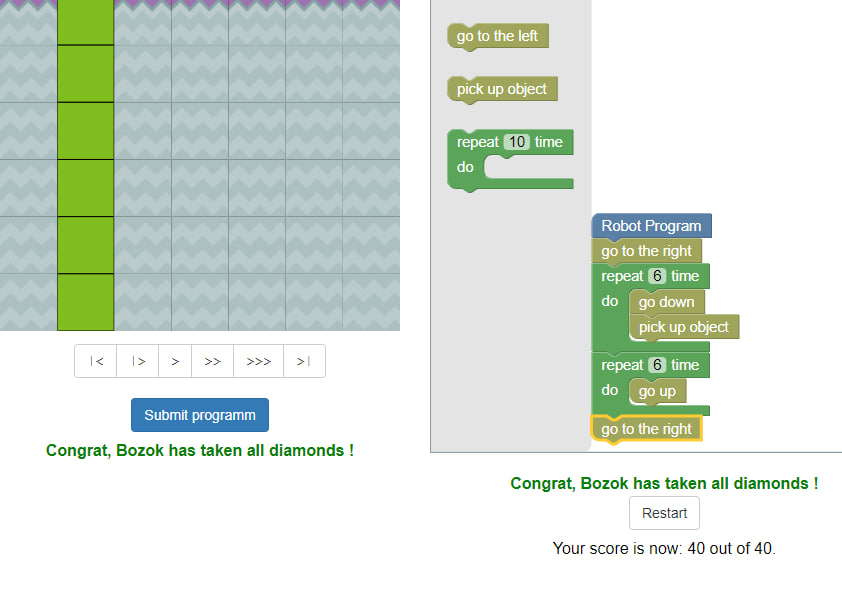 go to the left
pick up object
repeat 10 time
do
Robot Program
go to the right
repeat 6 time
do go down
pick up object
repeat 6 time
do go up
go to the right
|< |> > >> >>> >|
Submit programm
Congrat, Bozok has taken all diamonds !
Congrat, Bozok has taken all diamonds !
Restart
Your score is now: 40 out of 40.